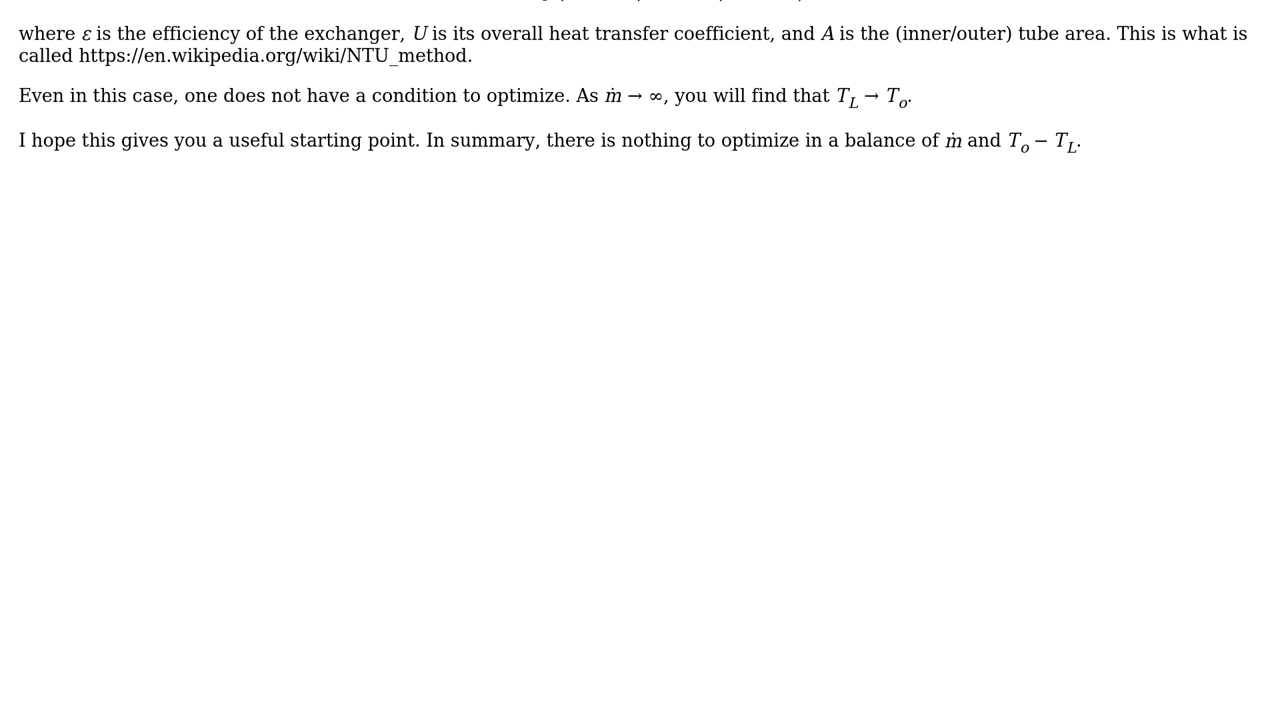 where ε is the efficiency of the exchanger, U is its overall heat transfer coefficient, and A is the (inner/outer) tube area. This is what is
called https://en.wikipedia.org/wiki/NTU_method.
Even in this case, one does not have a condition to optimize. As ṁ → ∞, you will find that T_L → T_o.
I hope this gives you a useful starting point. In summary, there is nothing to optimize in a balance of ṁ and T_o − T_L.